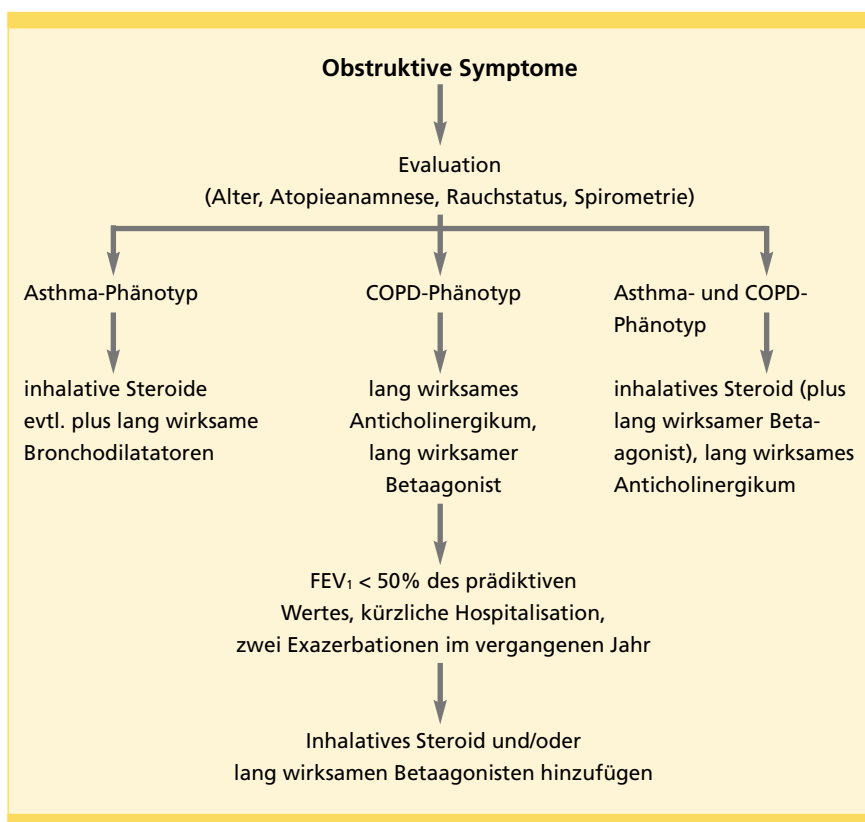 Obstruktive Symptome
Evaluation
(Alter, Atopieanamnese, Rauchstatus, Spirometrie)
Asthma-Phänotyp
COPD-Phänotyp
Asthma- und COPD-
Phänotyp
inhalative Steroide
evtl. plus lang wirksame
Bronchodilatatoren
lang wirksames
Anticholinergikum,
lang wirksamer
Betaagonist
inhalatives Steroid (plus
lang wirksamer Beta-
agonist), lang wirksames
Anticholinergikum
FEV₁ < 50% des prädiktiven
Wertes, kürzliche Hospitalisation,
zwei Exazerbationen im vergangenen Jahr
Inhalatives Steroid und/oder
lang wirksamen Betaagonisten hinzufügen